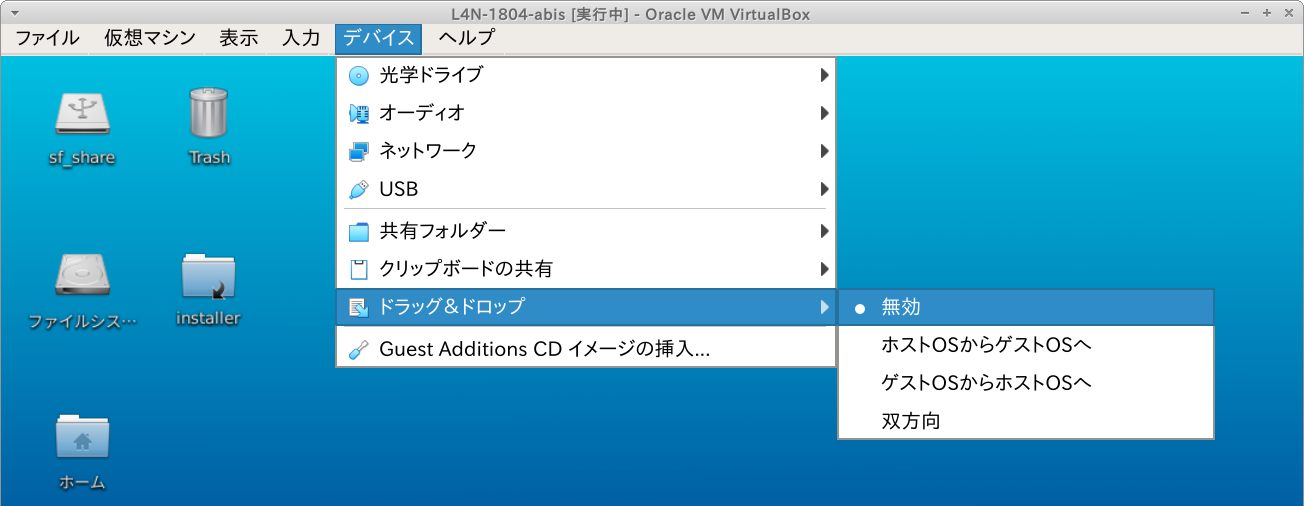 L4N-1804-abis [実行中] - Oracle VM VirtualBox
ファイル 仮想マシン 表示 入力 デバイス ヘルプ
光学ドライブ
オーディオ
ネットワーク
USB
共有フォルダー
クリップボードの共有
ドラッグ&ドロップ
Guest Additions CD イメージの挿入...
無効
ホストOSからゲストOSへ
ゲストOSからホストOSへ
双方向
sf_share
Trash
ファイルシス…
installer
ホーム